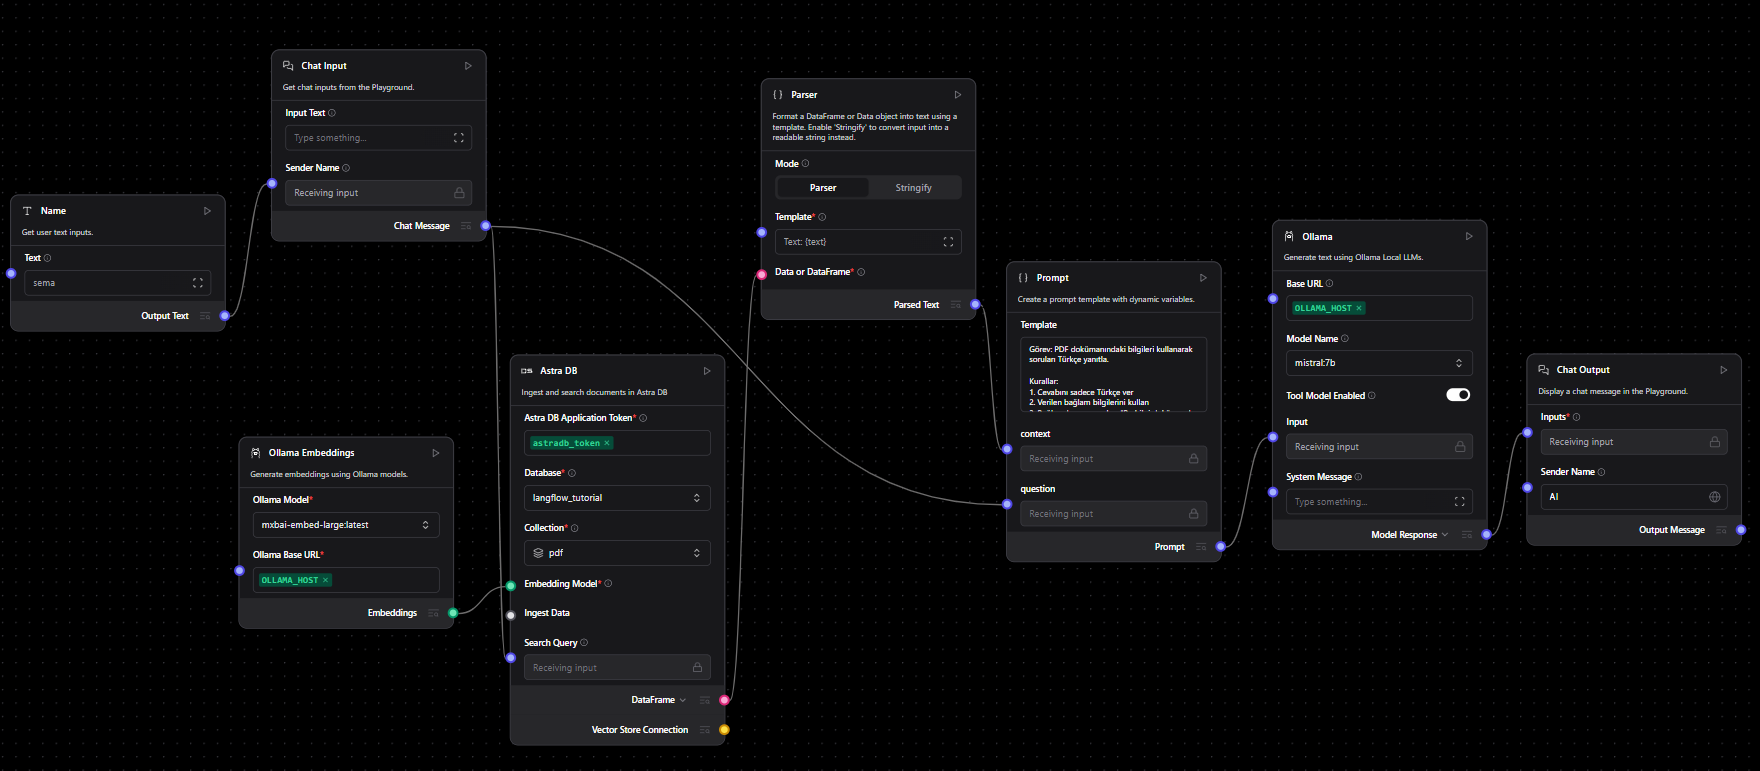 Name
Get user text inputs.
Text
sema
Output Text
Chat Input
Get chat inputs from the Playground.
Input Text
Type something...
Sender Name
Receiving input
Chat Message
Ollama Embeddings
Generate embeddings using Ollama models.
Ollama Model*
mxbai-embed-large:latest
Ollama Base URL*
OLLAMA_HOST ×
Embeddings
DS Astra DB
Ingest and search documents in Astra DB
Astra DB Application Token*
astradb_token ×
Database*
langflow_tutorial
Collection*
pdf
Embedding Model*
Ingest Data
Search Query
Receiving input
DataFrame
Vector Store Connection
Parser
Format a DataFrame or Data object into text using a
template. Enable 'Stringify' to convert input into a
readable string instead.
Mode
Parser Stringify
Template*
Text: {text}
Data or DataFrame*
Parsed Text
Prompt
Create a prompt template with dynamic variables.
Template
Görev: PDF dokümanındaki bilgileri kullanarak
sorulan Türkçe yanıtla.
Kurallar:
1. Cevabını sadece Türkçe ver
2. Verilen bağlam bilgilerini kullan
context
Receiving input
question
Receiving input
Prompt
Ollama
Generate text using Ollama Local LLMs.
Base URL
OLLAMA_HOST ×
Model Name
mistral:7b
Tool Model Enabled
Input
Receiving input
System Message
Type something...
Model Response
Chat Output
Display a chat message in the Playground.
Inputs*
Receiving input
Sender Name
AI
Output Message